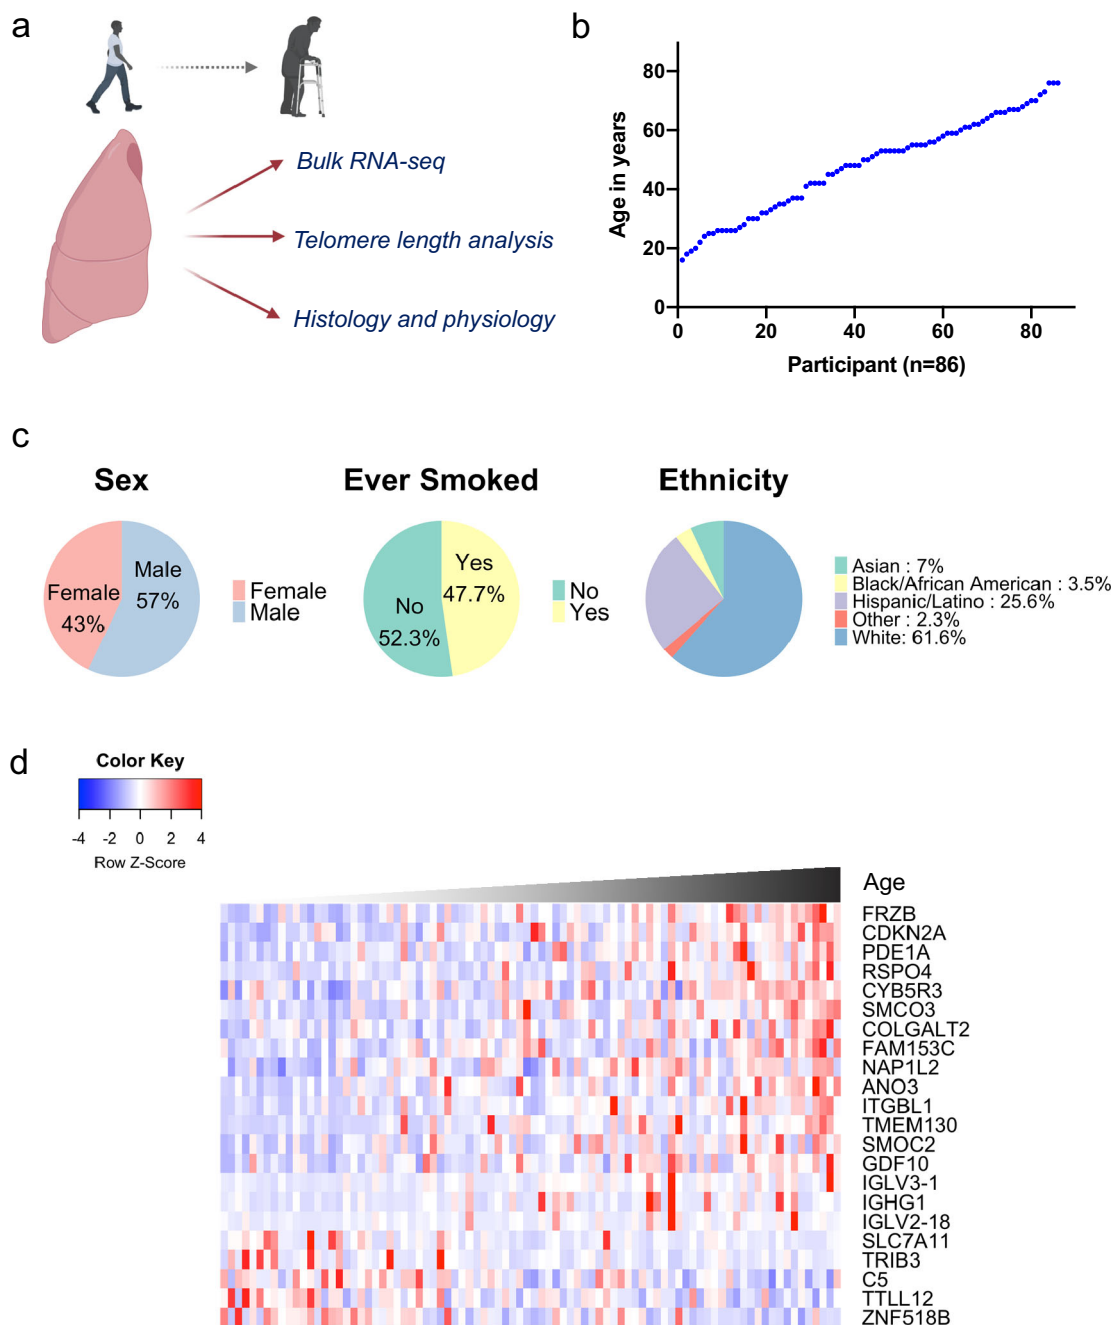 a
Bulk RNA-seq
Telomere length analysis
Histology and physiology
b
Age in years
80
60
40
20
0
0 20 40 60 80
Participant (n=86)
c
Sex
Female
43%
Male
57%
Female
Male
Ever Smoked
No
52.3%
Yes
47.7%
No
Yes
Ethnicity
Asian : 7%
Black/African American : 3.5%
Hispanic/Latino : 25.6%
Other : 2.3%
White: 61.6%
d
Color Key
-4 -2 0 2 4
Row Z-Score
Age
FRZB
CDKN2A
PDE1A
RSPO4
CYB5R3
SMCO3
COLGALT2
FAM153C
NAP1L2
ANO3
ITGBL1
TMEM130
SMOC2
GDF10
IGLV3-1
IGHG1
IGLV2-18
SLC7A11
TRIB3
C5
TTLL12
ZNF518B